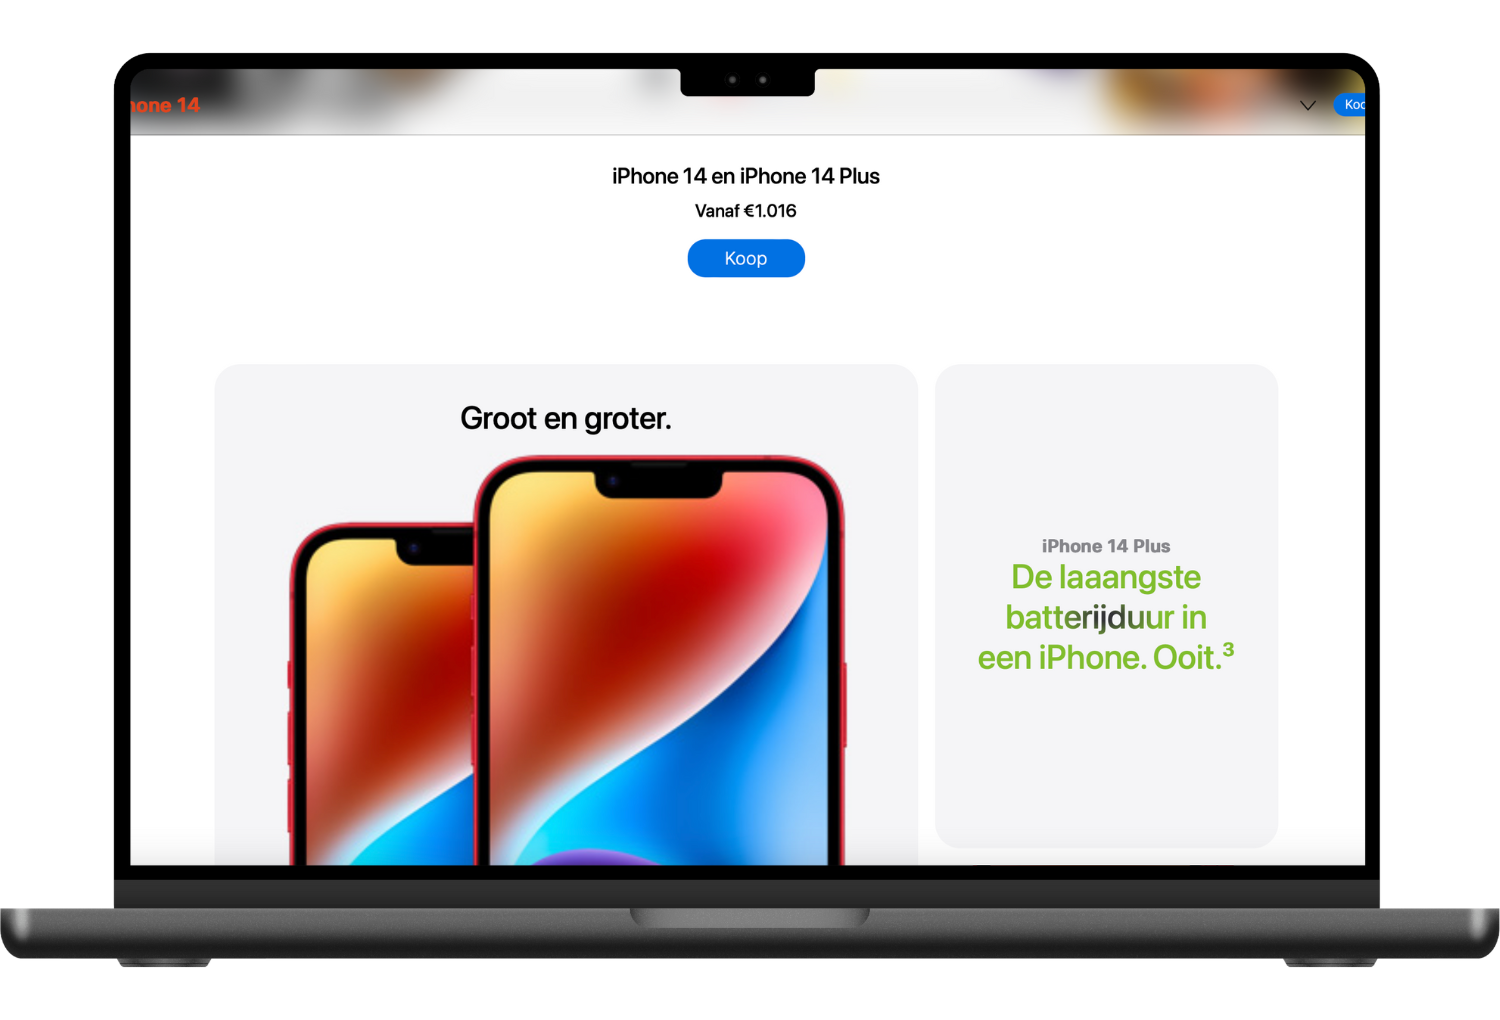 hone 14
Koo
iPhone 14 en iPhone 14 Plus
Vanaf €1.016
Koop
Groot en groter.
iPhone 14 Plus
De laaangste
batterijduur in
een iPhone. Ooit.³